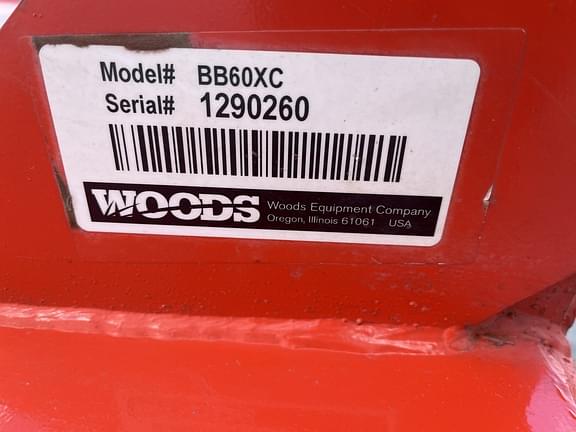 Model# BB60XC
Serial# 1290260
WOODS Woods Equipment Company
Oregon, Illinois 61061 USA